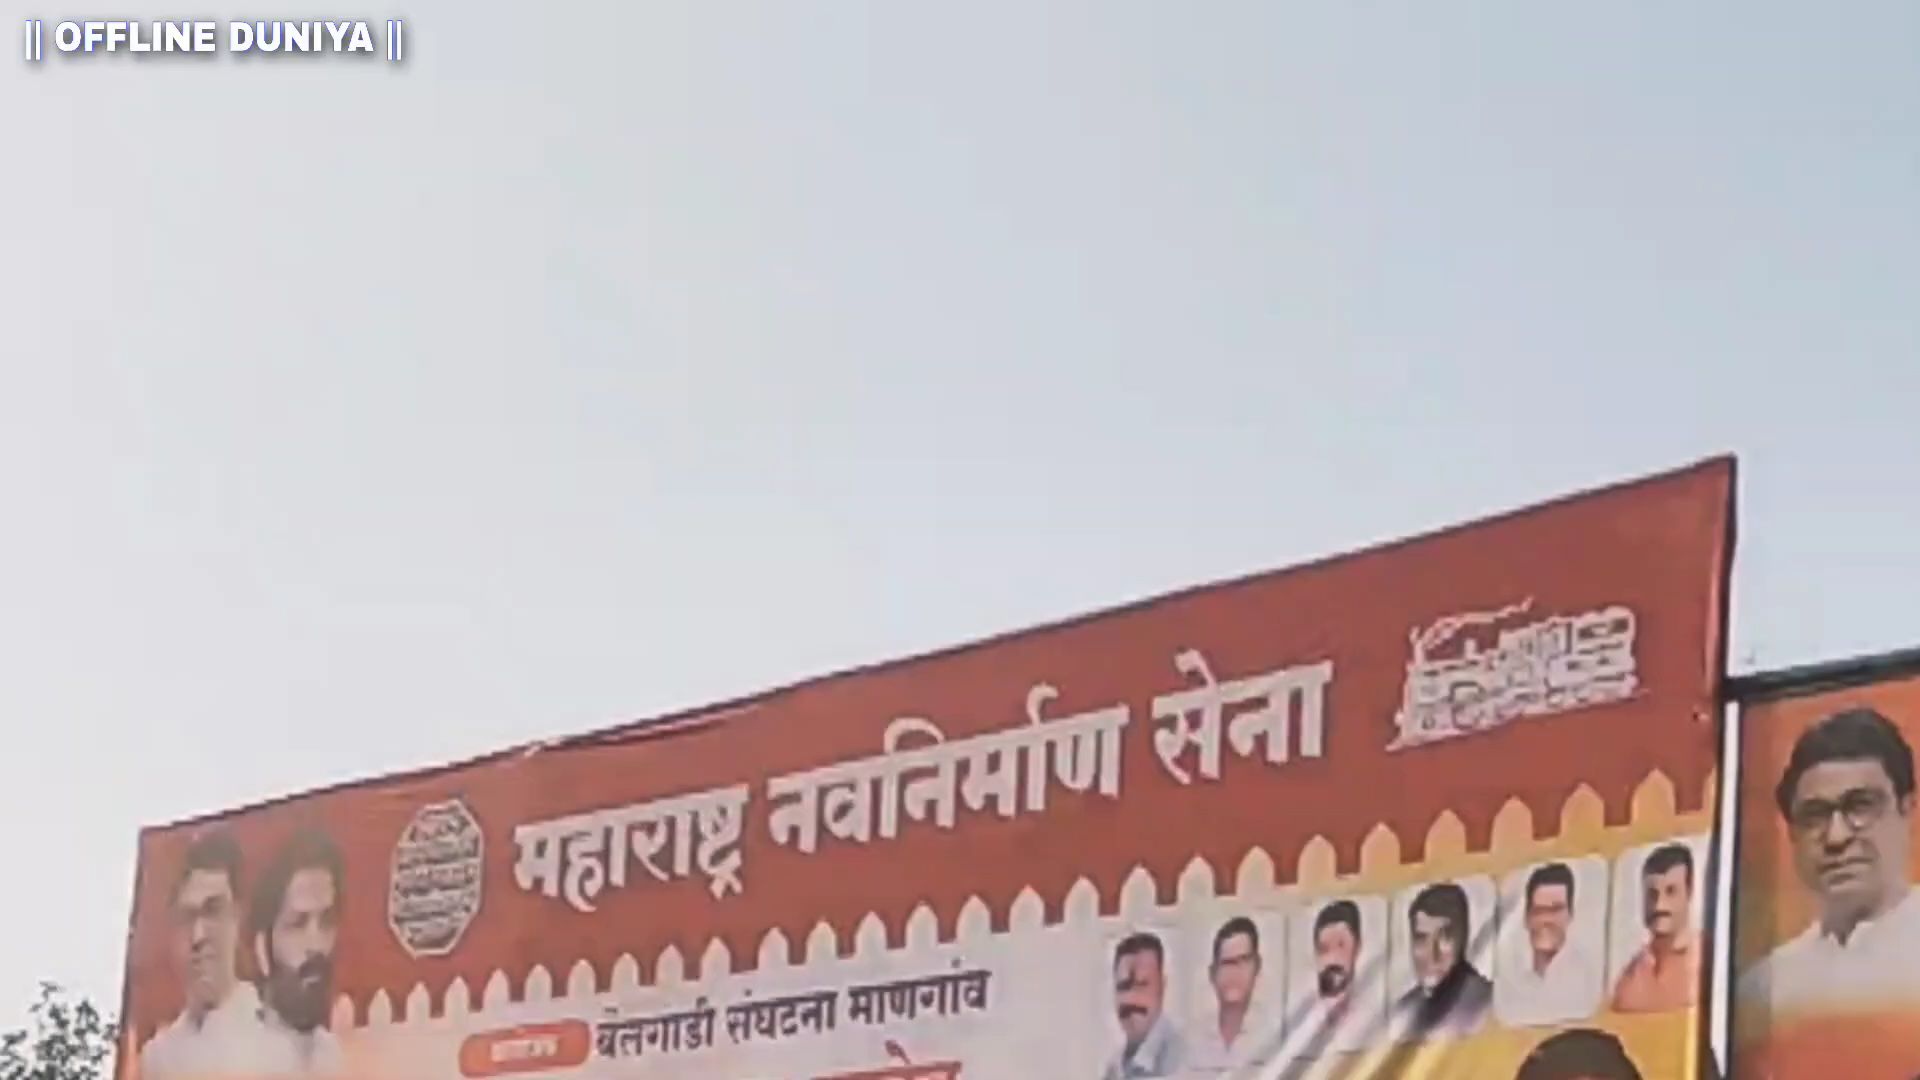 || OFFLINE DUNIYA ||
महाराष्ट्र नवनिर्माण सेना
बैलगाडी संघटना माणगांव